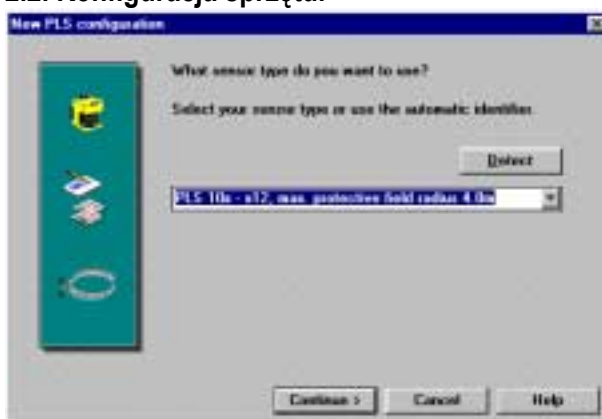 2.2. Konfiguracja sprzętu.
New PLS configuration
What sensor type do you want to use?
Select your sensor type or use the automatic identifier.
Detect
PLS 10x - x12, max. protective field radius 4.0m
Continue >
Cancel
Help